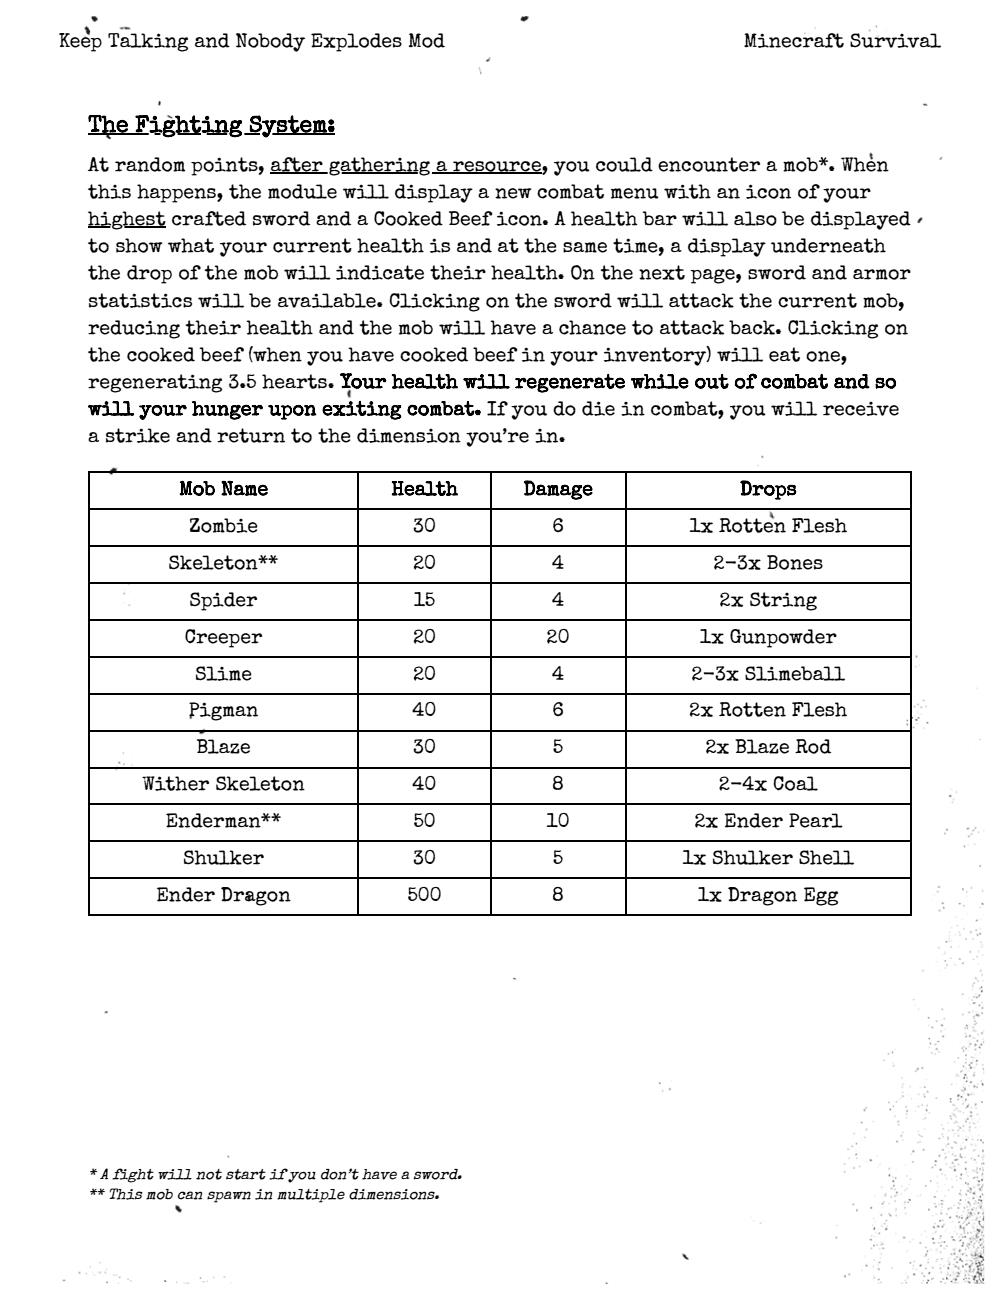 Keep Talking and Nobody Explodes Mod Minecraft Survival
The Fighting System:
At random points, after gathering a resource, you could encounter a mob*. When
this happens, the module will display a new combat menu with an icon of your
highest crafted sword and a Cooked Beef icon. A health bar will also be displayed
to show what your current health is and at the same time, a display underneath
the drop of the mob will indicate their health. On the next page, sword and armor
statistics will be available. Clicking on the sword will attack the current mob,
reducing their health and the mob will have a chance to attack back. Clicking on
the cooked beef (when you have cooked beef in your inventory) will eat one,
regenerating 3.5 hearts. Your health will regenerate while out of combat and so
will your hunger upon exiting combat. If you do die in combat, you will receive
a strike and return to the dimension you're in.
Mob Name Health Damage Drops
Zombie 30 6 1x Rotten Flesh
Skeleton** 20 4 2-3x Bones
Spider 15 4 2x String
Creeper 20 20 1x Gunpowder
Slime 20 4 2-3x Slimeball
Pigman 40 6 2x Rotten Flesh
Blaze 30 5 2x Blaze Rod
Wither Skeleton 40 8 2-4x Coal
Enderman** 50 10 2x Ender Pearl
Shulker 30 5 1x Shulker Shell
Ender Dragon 500 8 1x Dragon Egg
* A fight will not start if you don't have a sword.
** This mob can spawn in multiple dimensions.